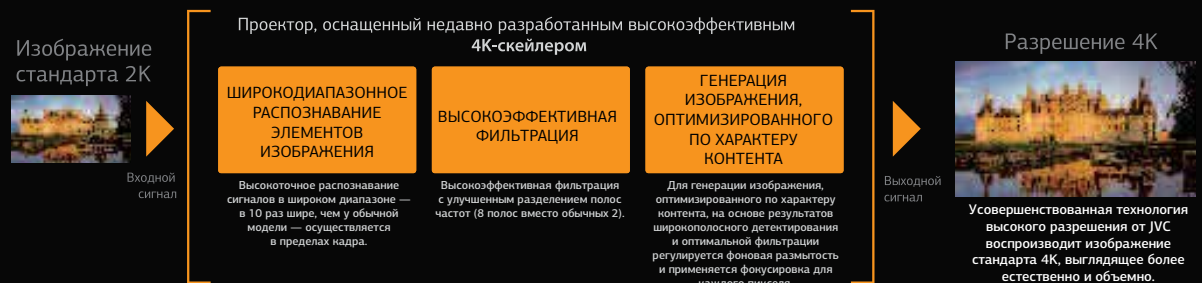 Изображение
стандарта 2K
Входной
сигнал
Проектор, оснащенный недавно разработанным высокоэффективным
4K-скейлером
ШИРОКОДИАПАЗОННОЕ
РАСПОЗНАВАНИЕ
ЭЛЕМЕНТОВ
ИЗОБРАЖЕНИЯ
Высокоточное распознавание
сигналов в широком диапазоне —
в 10 раз шире, чем у обычной
модели — осуществляется
в пределах кадра.
ВЫСОКОЭФФЕКТИВНАЯ
ФИЛЬТРАЦИЯ
Высокоэффективная фильтрация
с улучшенным разделением полос
частот (8 полос вместо обычных 2).
ГЕНЕРАЦИЯ
ИЗОБРАЖЕНИЯ,
ОПТИМИЗИРОВАННОГО
ПО ХАРАКТЕРУ
КОНТЕНТА
Для генерации изображения,
оптимизированного по характеру
контента, на основе результатов
широкополосного детектирования
и оптимальной фильтрации
регулируется фоновая размытость
и применяется фокусировка для
Выходной
сигнал
Разрешение 4K
Усовершенствованная технология
высокого разрешения от JVC
воспроизводит изображение
стандарта 4K, выглядящее более
естественно и объемно.